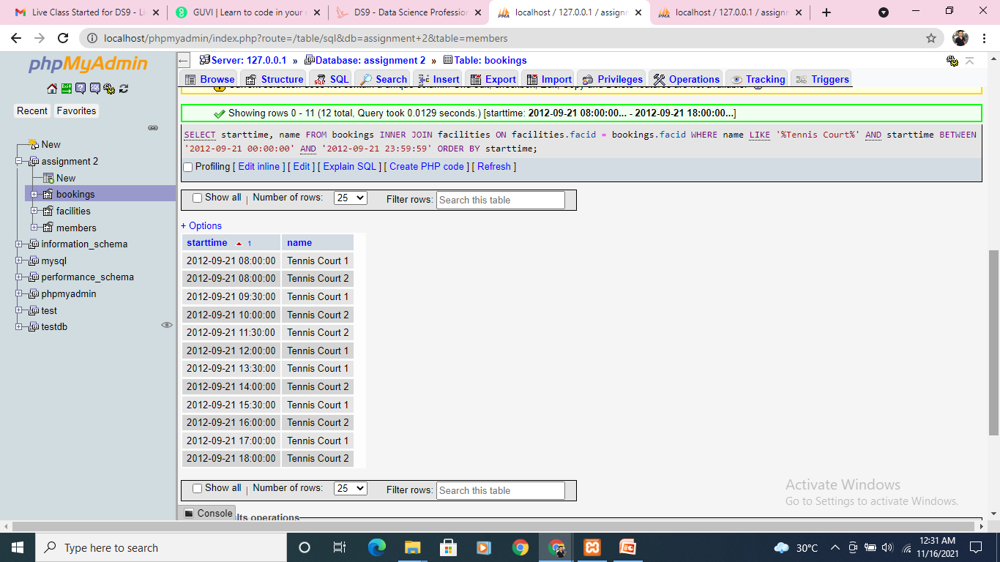 Live Class Started for DS9 - Li
GUVI | Learn to code in your
DS9 - Data Science Profession
localhost / 127.0.0.1 / assignm
localhost / 127.0.0.1 / assignm
localhost/phpmyadmin/index.php?route=/table/sql&db=assignment+2&table=members
phpMyAdmin
Recent Favorites
New
assignment 2
New
bookings
facilities
members
information_schema
mysql
performance_schema
phpmyadmin
test
testdb
Server: 127.0.0.1 » Database: assignment 2 » Table: bookings
Browse Structure SQL Search Insert Export Import Privileges Operations Tracking Triggers
Showing rows 0 - 11 (12 total, Query took 0.0129 seconds.) [starttime: 2012-09-21 08:00:00... - 2012-09-21 18:00:00...]
SELECT starttime, name FROM bookings INNER JOIN facilities ON facilities.facid = bookings.facid WHERE name LIKE '%Tennis Court%' AND starttime BETWEEN
'2012-09-21 00:00:00' AND '2012-09-21 23:59:59' ORDER BY starttime;
Profiling [ Edit inline ] [ Edit ] [ Explain SQL ] [ Create PHP code ] [ Refresh ]
Show all | Number of rows: 25 Filter rows: Search this table
+ Options
starttime 1 name
2012-09-21 08:00:00 Tennis Court 1
2012-09-21 08:00:00 Tennis Court 2
2012-09-21 09:30:00 Tennis Court 1
2012-09-21 10:00:00 Tennis Court 2
2012-09-21 11:30:00 Tennis Court 2
2012-09-21 12:00:00 Tennis Court 1
2012-09-21 13:30:00 Tennis Court 1
2012-09-21 14:00:00 Tennis Court 2
2012-09-21 15:30:00 Tennis Court 1
2012-09-21 16:00:00 Tennis Court 2
2012-09-21 17:00:00 Tennis Court 1
2012-09-21 18:00:00 Tennis Court 2
Show all | Number of rows: 25 Filter rows: Search this table
Activate Windows
Go to Settings to activate Windows.
Console
lts operations
Type here to search
30°C
12:31 AM
11/16/2021